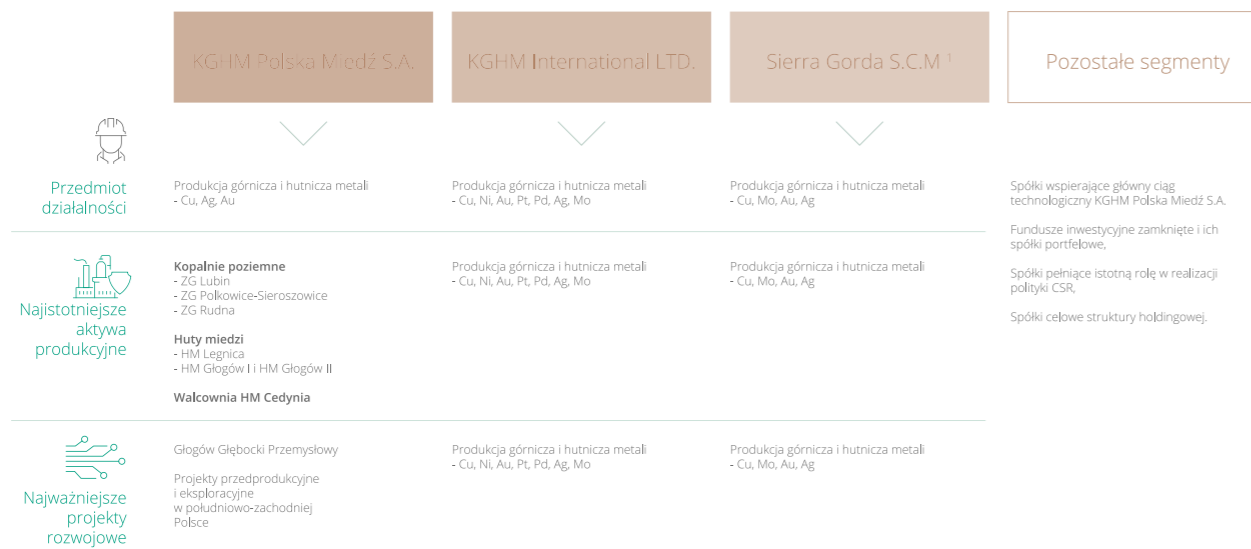 KGHM Polska Miedź S.A.
KGHM International LTD.
Sierra Gorda S.C.M ¹
Pozostałe segmenty
Przedmiot
działalności
Produkcja górnicza i hutnicza metali
- Cu, Ag, Au
Produkcja górnicza i hutnicza metali
- Cu, Ni, Au, Pt, Pd, Ag, Mo
Produkcja górnicza i hutnicza metali
- Cu, Mo, Au, Ag
Spółki wspierające główny ciąg
technologiczny KGHM Polska Miedź S.A.
Fundusze inwestycyjne zamknięte i ich
spółki portfelowe,
Spółki pełniące istotną rolę w realizacji
polityki CSR,
Spółki celowe struktury holdingowej.
Najistotniejsze
aktywa
produkcyjne
Kopalnie poziemne
- ZG Lubin
- ZG Polkowice-Sieroszowice
- ZG Rudna
Huty miedzi
- HM Legnica
- HM Głogów I i HM Głogów II
Walcownia HM Cedynia
Produkcja górnicza i hutnicza metali
- Cu, Ni, Au, Pt, Pd, Ag, Mo
Produkcja górnicza i hutnicza metali
- Cu, Mo, Au, Ag
Najważniejsze
projekty
rozwojowe
Głogów Głębocki Przemysłowy
Projekty przedprodukcyjne
i eksploracyjne
w południowo-zachodniej
Polsce
Produkcja górnicza i hutnicza metali
- Cu, Ni, Au, Pt, Pd, Ag, Mo
Produkcja górnicza i hutnicza metali
- Cu, Mo, Au, Ag